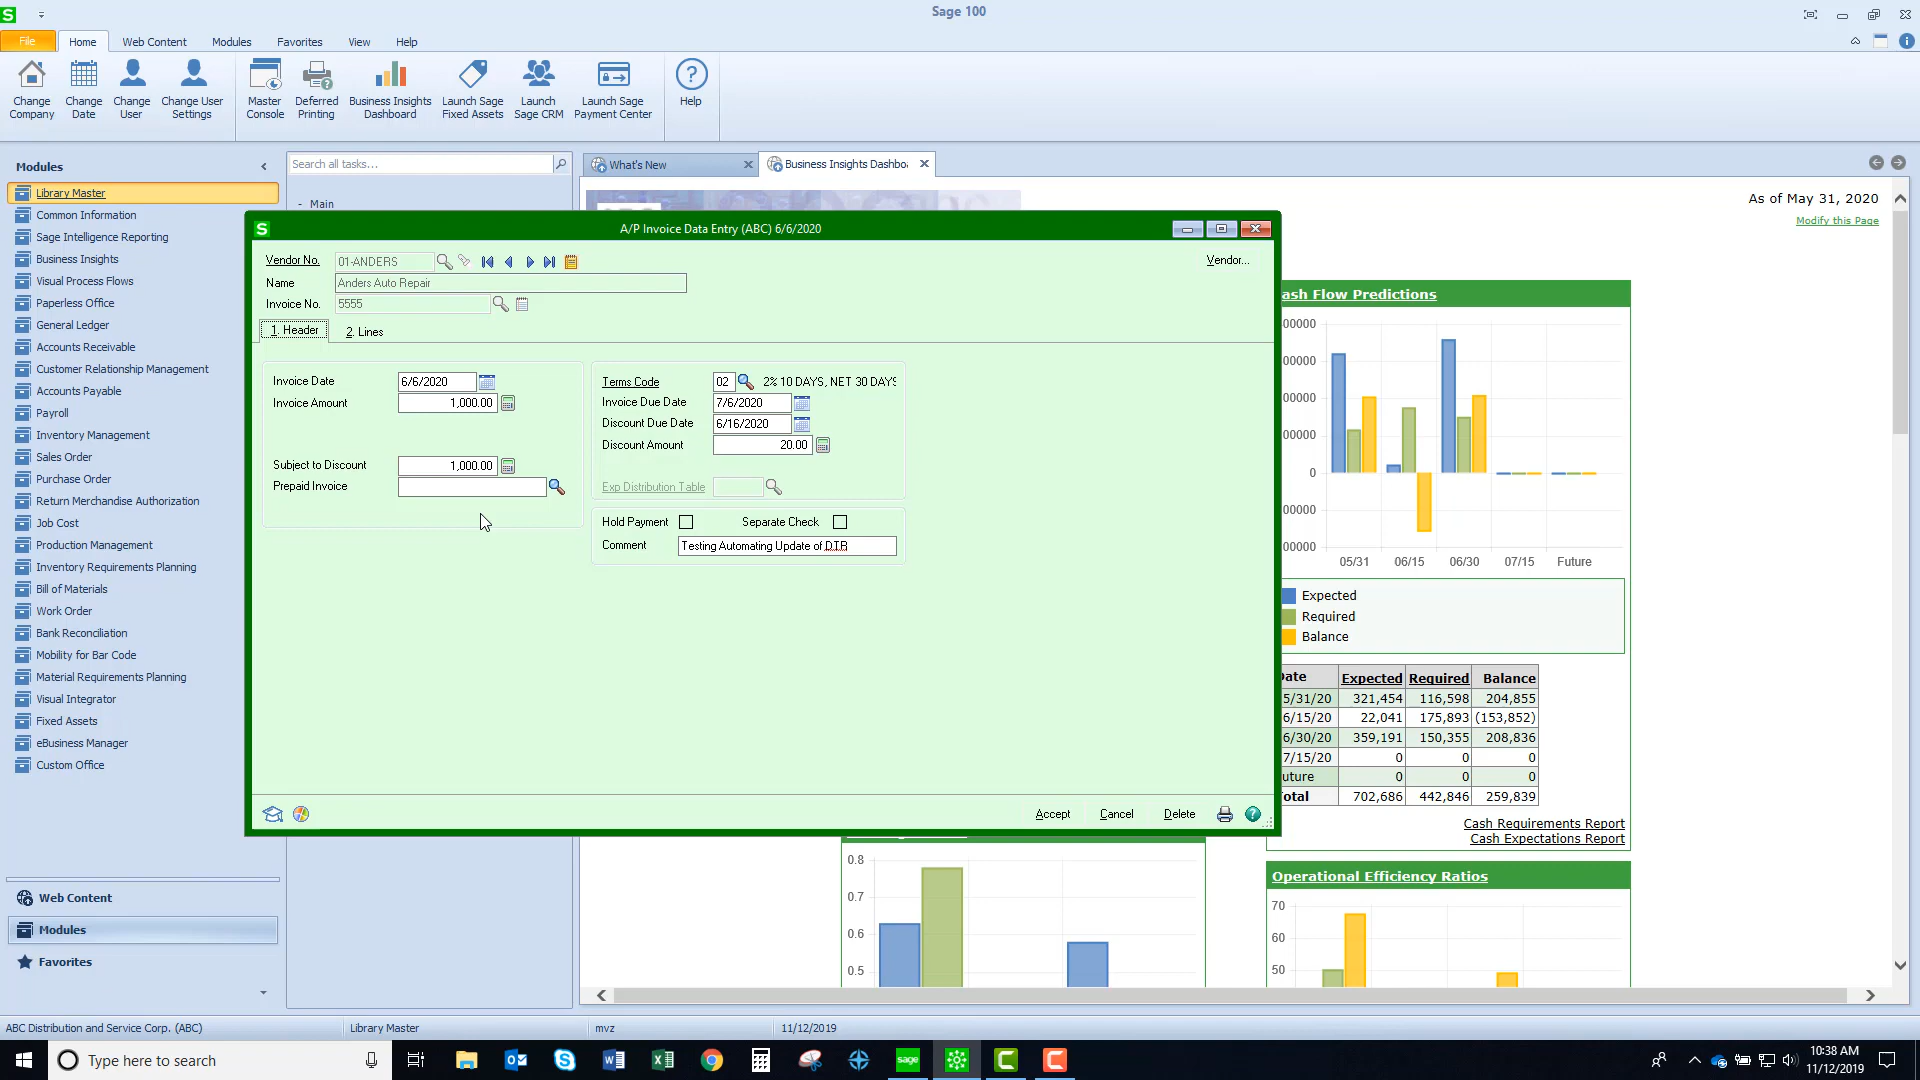 Sage 100
File Home Web Content Modules Favorites View Help
Change Company
Change Date
Change User
Change User Settings
Master Console
Deferred Printing
Business Insights Dashboard
Launch Sage Fixed Assets
Launch Sage CRM
Launch Sage Payment Center
Help
Modules
Library Master
Common Information
Sage Intelligence Reporting
Business Insights
Visual Process Flows
Paperless Office
General Ledger
Accounts Receivable
Customer Relationship Management
Accounts Payable
Payroll
Inventory Management
Sales Order
Purchase Order
Return Merchandise Authorization
Job Cost
Production Management
Inventory Requirements Planning
Bill of Materials
Work Order
Bank Reconciliation
Mobility for Bar Code
Material Requirements Planning
Visual Integrator
Fixed Assets
eBusiness Manager
Custom Office
Web Content
Modules
Favorites
Search all tasks...
- Main
What's New
Business Insights Dashbo
As of May 31, 2020
Modify this Page
A/P Invoice Data Entry (ABC) 6/6/2020
Vendor No. 01-ANDERS
Vendor...
Name Anders Auto Repair
Invoice No. 5555
1. Header 2. Lines
Invoice Date 6/6/2020
Invoice Amount 1,000.00
Subject to Discount 1,000.00
Prepaid Invoice
Terms Code 02 2% 10 DAYS, NET 30 DAYS
Invoice Due Date 7/6/2020
Discount Due Date 6/16/2020
Discount Amount 20.00
Exp Distribution Table
Hold Payment Separate Check
Comment Testing Automating Update of DTR
Accept Cancel Delete
ash Flow Predictions
00000
00000
00000
00000
0
00000
00000
05/31 06/15 06/30 07/15 Future
Expected
Required
Balance
ate Expected Required Balance
5/31/20 321,454 116,598 204,855
6/15/20 22,041 175,893 (153,852)
6/30/20 359,191 150,355 208,836
7/15/20 0 0 0
uture 0 0 0
otal 702,686 442,846 259,839
Cash Requirements Report
Cash Expectations Report
0.8
0.7
0.6
0.5
Operational Efficiency Ratios
70
60
50
ABC Distribution and Service Corp. (ABC) Library Master mvz 11/12/2019
Type here to search
sage
10:38 AM
11/12/2019